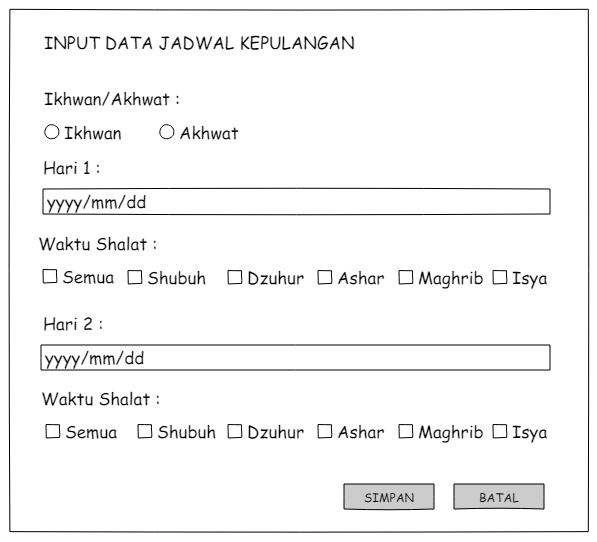 INPUT DATA JADWAL KEPULANGAN
Ikhwan/Akhwat :
Ikhwan Akhwat
Hari 1 :
yyyy/mm/dd
Waktu Shalat :
Semua Shubuh Dzuhur Ashar Maghrib Isya
Hari 2 :
yyyy/mm/dd
Waktu Shalat :
Semua Shubuh Dzuhur Ashar Maghrib Isya
SIMPAN BATAL